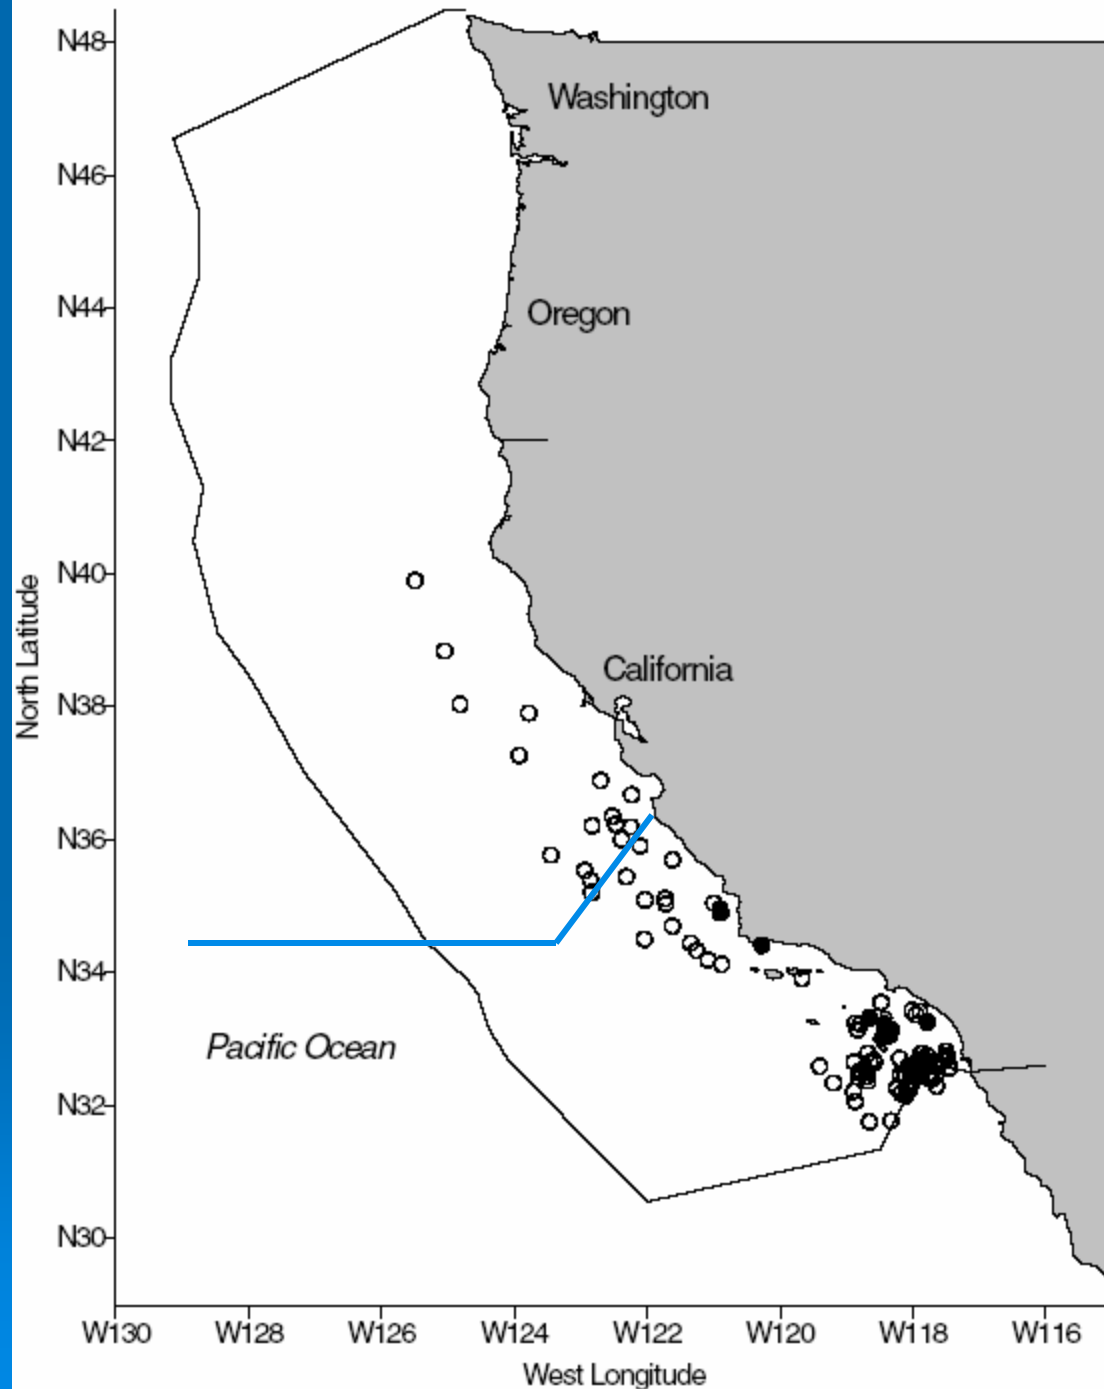 N48
Washington
N46
N44
Oregon
N42
N40
California
N38
N36
N34
Pacific Ocean
N32
N30
North Latitude
W130 W128 W126 W124 W122 W120 W118 W116
West Longitude